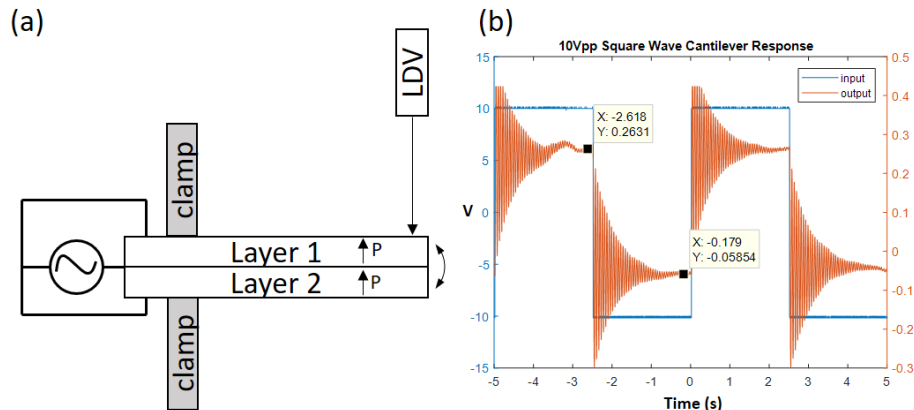 (a)
LDV
clamp
Layer 1
P
Layer 2
P
clamp
(b)
10Vpp Square Wave Cantilever Response
15
10
5
0
-5
-10
-15
V
input
output
X: -2.618
Y: 0.2631
X: -0.179
Y: -0.05854
0.5
0.4
0.3
0.2
0.1
0
-0.1
-0.2
-0.3
-5
-4
-3
-2
-1
0
1
2
3
4
5
Time (s)